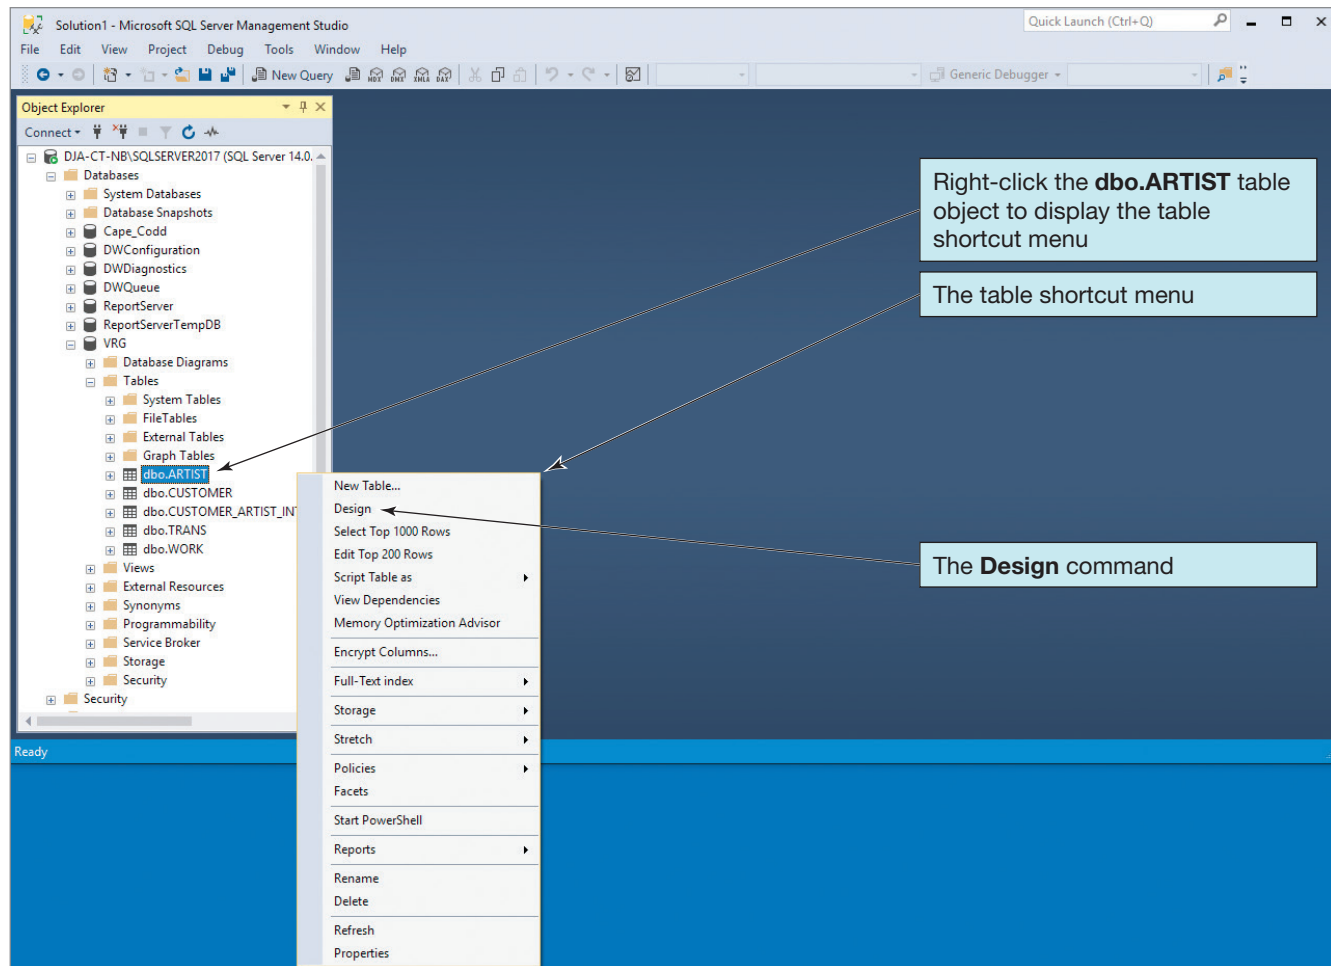 Solution1 - Microsoft SQL Server Management Studio
Quick Launch (Ctrl+Q)
File Edit View Project Debug Tools Window Help
New Query MDX DMX XMLA DAX Generic Debugger
Object Explorer
Connect
DJA-CT-NB\SQLSERVER2017 (SQL Server 14.0.
Databases
System Databases
Database Snapshots
Cape_Codd
DWConfiguration
DWDiagnostics
DWQueue
ReportServer
ReportServerTempDB
VRG
Database Diagrams
Tables
System Tables
FileTables
External Tables
Graph Tables
dbo.ARTIST
dbo.CUSTOMER
dbo.CUSTOMER_ARTIST_INT
dbo.TRANS
dbo.WORK
Views
External Resources
Synonyms
Programmability
Service Broker
Storage
Security
Security
Ready
New Table...
Design
Select Top 1000 Rows
Edit Top 200 Rows
Script Table as
View Dependencies
Memory Optimization Advisor
Encrypt Columns...
Full-Text index
Storage
Stretch
Policies
Facets
Start PowerShell
Reports
Rename
Delete
Refresh
Properties
Right-click the dbo.ARTIST table
object to display the table
shortcut menu
The table shortcut menu
The Design command